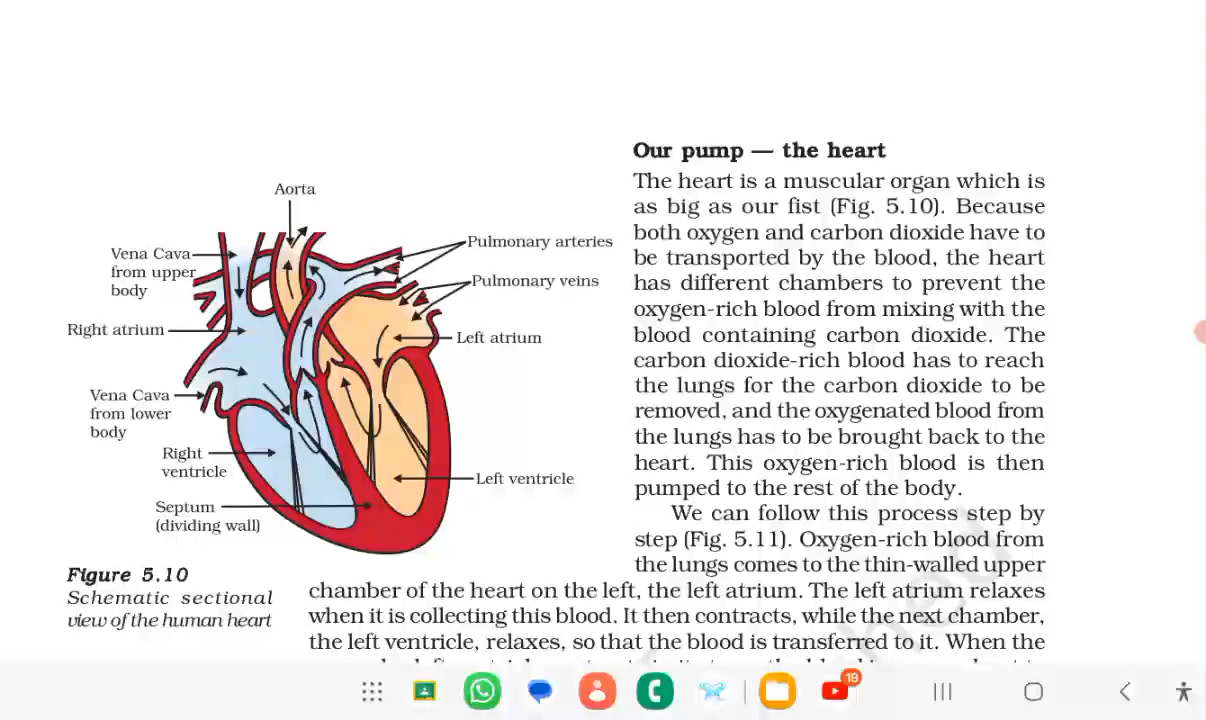 Our pump — the heart
The heart is a muscular organ which is
as big as our fist (Fig. 5.10). Because
both oxygen and carbon dioxide have to
be transported by the blood, the heart
has different chambers to prevent the
oxygen-rich blood from mixing with the
blood containing carbon dioxide. The
carbon dioxide-rich blood has to reach
the lungs for the carbon dioxide to be
removed, and the oxygenated blood from
the lungs has to be brought back to the
heart. This oxygen-rich blood is then
pumped to the rest of the body.
We can follow this process step by
step (Fig. 5.11). Oxygen-rich blood from
the lungs comes to the thin-walled upper
chamber of the heart on the left, the left atrium. The left atrium relaxes
when it is collecting this blood. It then contracts, while the next chamber,
the left ventricle, relaxes, so that the blood is transferred to it. When the
Aorta
Vena Cava
from upper
body
Pulmonary arteries
Pulmonary veins
Right atrium
Left atrium
Vena Cava
from lower
body
Right
ventricle
Left ventricle
Septum
(dividing wall)
Figure 5.10
Schematic sectional
view of the human heart
19